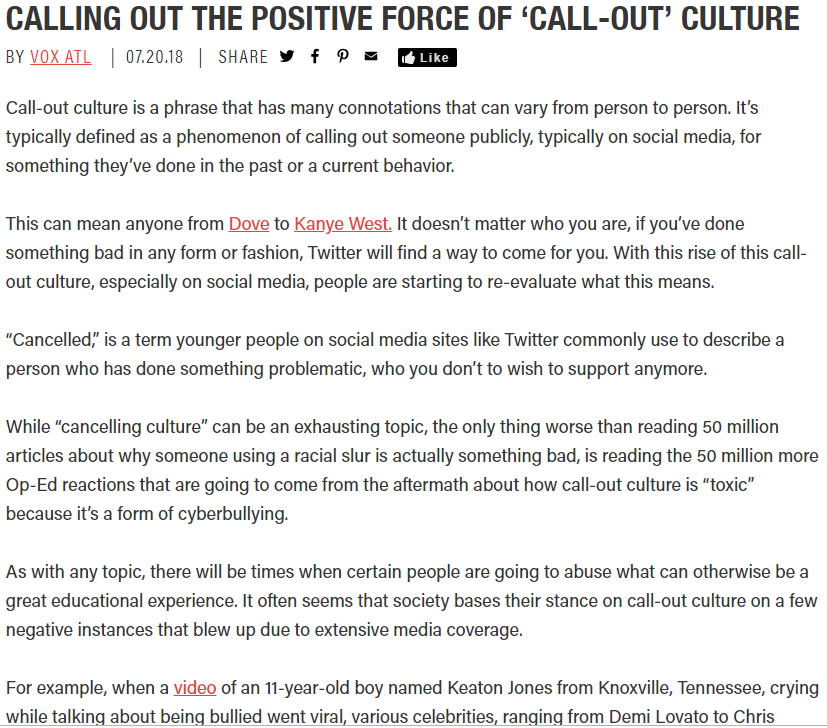 CALLING OUT THE POSITIVE FORCE OF ‘CALL-OUT’ CULTURE
BY VOX ATL | 07.20.18 | SHARE Like
Call-out culture is a phrase that has many connotations that can vary from person to person. It’s
typically defined as a phenomenon of calling out someone publicly, typically on social media, for
something they’ve done in the past or a current behavior.
This can mean anyone from Dove to Kanye West. It doesn’t matter who you are, if you’ve done
something bad in any form or fashion, Twitter will find a way to come for you. With this rise of this call-
out culture, especially on social media, people are starting to re-evaluate what this means.
“Cancelled,” is a term younger people on social media sites like Twitter commonly use to describe a
person who has done something problematic, who you don’t to wish to support anymore.
While “cancelling culture” can be an exhausting topic, the only thing worse than reading 50 million
articles about why someone using a racial slur is actually something bad, is reading the 50 million more
Op-Ed reactions that are going to come from the aftermath about how call-out culture is “toxic”
because it’s a form of cyberbullying.
As with any topic, there will be times when certain people are going to abuse what can otherwise be a
great educational experience. It often seems that society bases their stance on call-out culture on a few
negative instances that blew up due to extensive media coverage.
For example, when a video of an 11-year-old boy named Keaton Jones from Knoxville, Tennessee, crying
while talking about being bullied went viral, various celebrities, ranging from Demi Lovato to Chris